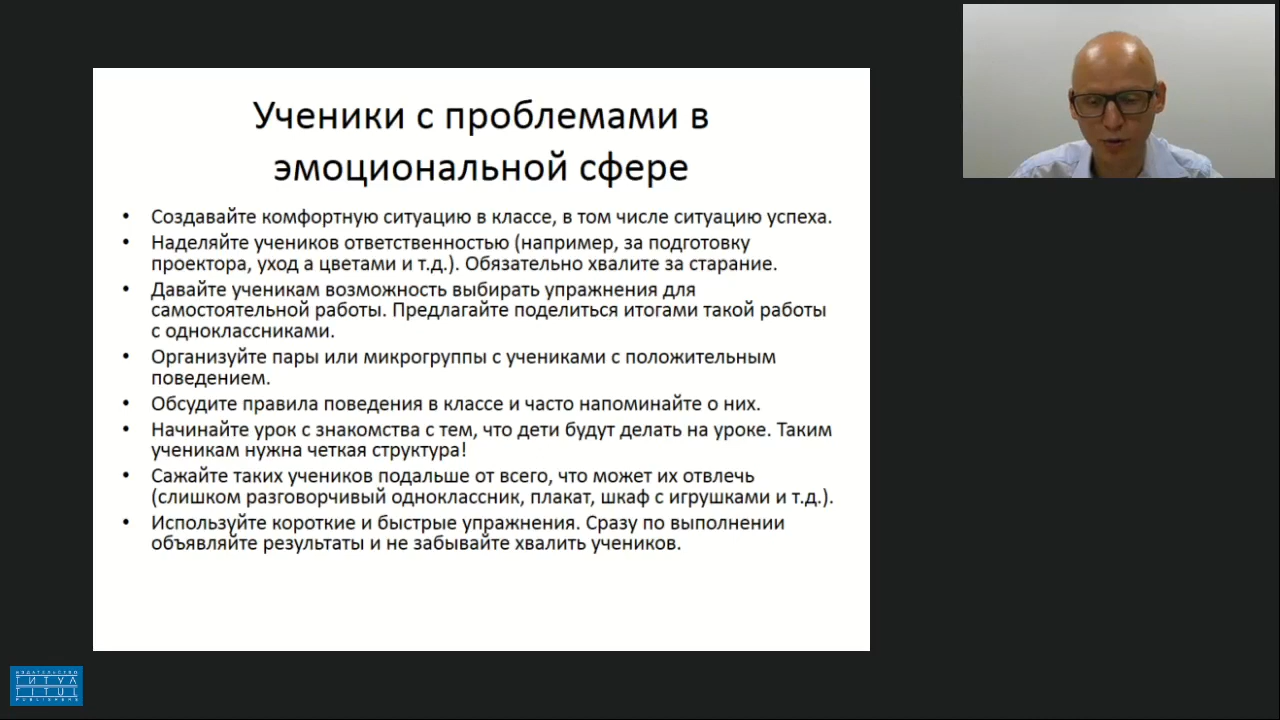 Ученики с проблемами в
эмоциональной сфере
• Создавайте комфортную ситуацию в классе, в том числе ситуацию успеха.
• Наделяйте учеников ответственностью (например, за подготовку
проектора, уход а цветами и т.д.). Обязательно хвалите за старание.
• Давайте ученикам возможность выбирать упражнения для
самостоятельной работы. Предлагайте поделиться итогами такой работы
с одноклассниками.
• Организуйте пары или микрогруппы с учениками с положительным
поведением.
• Обсудите правила поведения в классе и часто напоминайте о них.
• Начинайте урок с знакомства с тем, что дети будут делать на уроке. Таким
ученикам нужна четкая структура!
• Сажайте таких учеников подальше от всего, что может их отвлечь
(слишком разговорчивый одноклассник, плакат, шкаф с игрушками и т.д.).
• Используйте короткие и быстрые упражнения. Сразу по выполнении
объявляйте результаты и не забывайте хвалить учеников.
ИЗДАТЕЛЬСТВО
ТИТУЛ
TITUL
PUBLISHERS